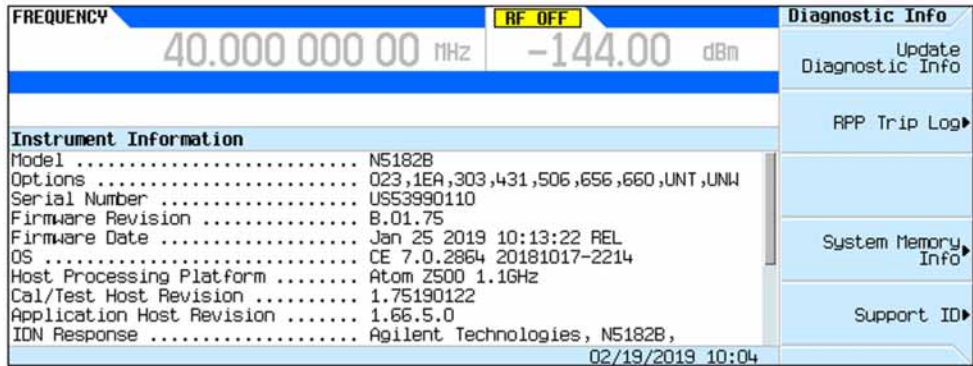 FREQUENCY
RF OFF
40.000 000 00 MHz
-144.00 dBm
Instrument Information
Model ........................... N5182B
Options ......................... 023,1EA,303,431,506,656,660,UNT,UNW
Serial Number ................... US53990110
Firmware Revision ............... B.01.75
Firmware Date ................... Jan 25 2019 10:13:22 REL
OS .............................. CE 7.0.2864 20181017-2214
Host Processing Platform ........ Atom Z500 1.1GHz
Cal/Test Host Revision .......... 1.75190122
Application Host Revision ....... 1.66.5.0
IDN Response .................... Agilent Technologies, N5182B,
02/19/2019 10:04
Diagnostic Info
Update
Diagnostic Info
RPP Trip Log
System Memory
Info
Support ID